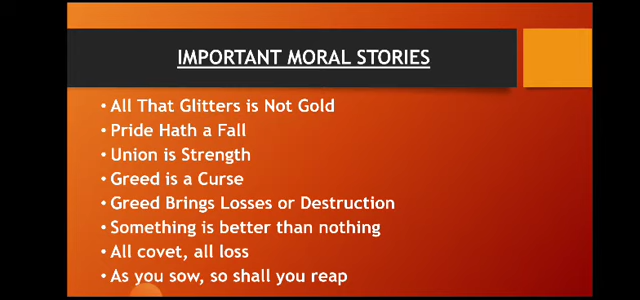 IMPORTANT MORAL STORIES
• All That Glitters is Not Gold
• Pride Hath a Fall
• Union is Strength
• Greed is a Curse
• Greed Brings Losses or Destruction
• Something is better than nothing
• All covet, all loss
• As you sow, so shall you reap